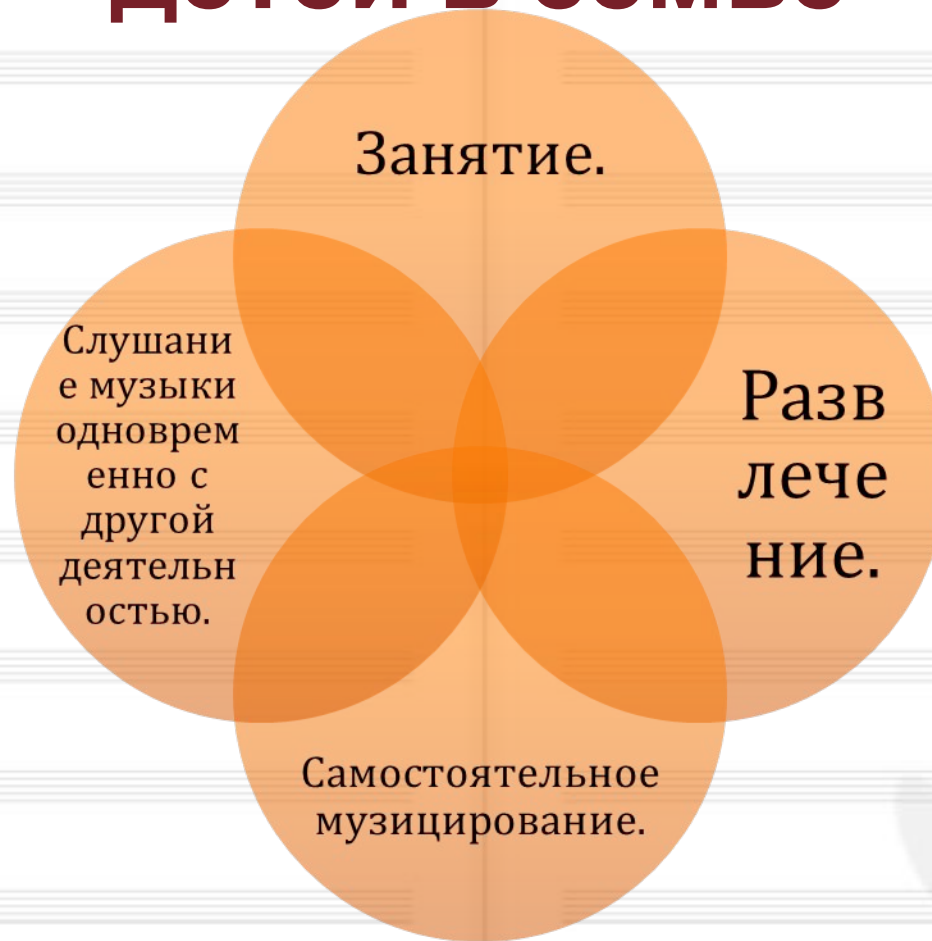 Занятие.
Слушани
е музыки
одноврем
енно с
другой
деятельн
остью.
Разв
лече
ние.
Самостоятельное
музицирование.